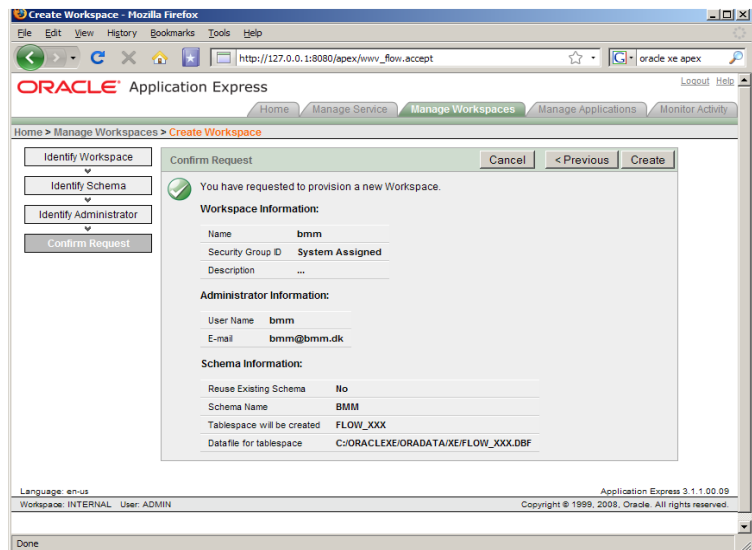 Create Workspace - Mozilla Firefox
File Edit View History Bookmarks Tools Help
http://127.0.0.1:8080/apex/wwv_flow.accept
oracle xe apex
ORACLE® Application Express
Logout Help
Home Manage Service Manage Workspaces Manage Applications Monitor Activity
Home > Manage Workspaces > Create Workspace
Identify Workspace
Identify Schema
Identify Administrator
Confirm Request
Confirm Request Cancel < Previous Create
You have requested to provision a new Workspace.
Workspace Information:
Name bmm
Security Group ID System Assigned
Description ...
Administrator Information:
User Name bmm
E-mail bmm@bmm.dk
Schema Information:
Reuse Existing Schema No
Schema Name BMM
Tablespace will be created FLOW_XXX
Datafile for tablespace C:/ORACLEXE/ORADATA/XE/FLOW_XXX.DBF
Language: en-us Application Express 3.1.1.00.09
Workspace: INTERNAL User: ADMIN Copyright © 1999, 2008, Oracle. All rights reserved.
Done